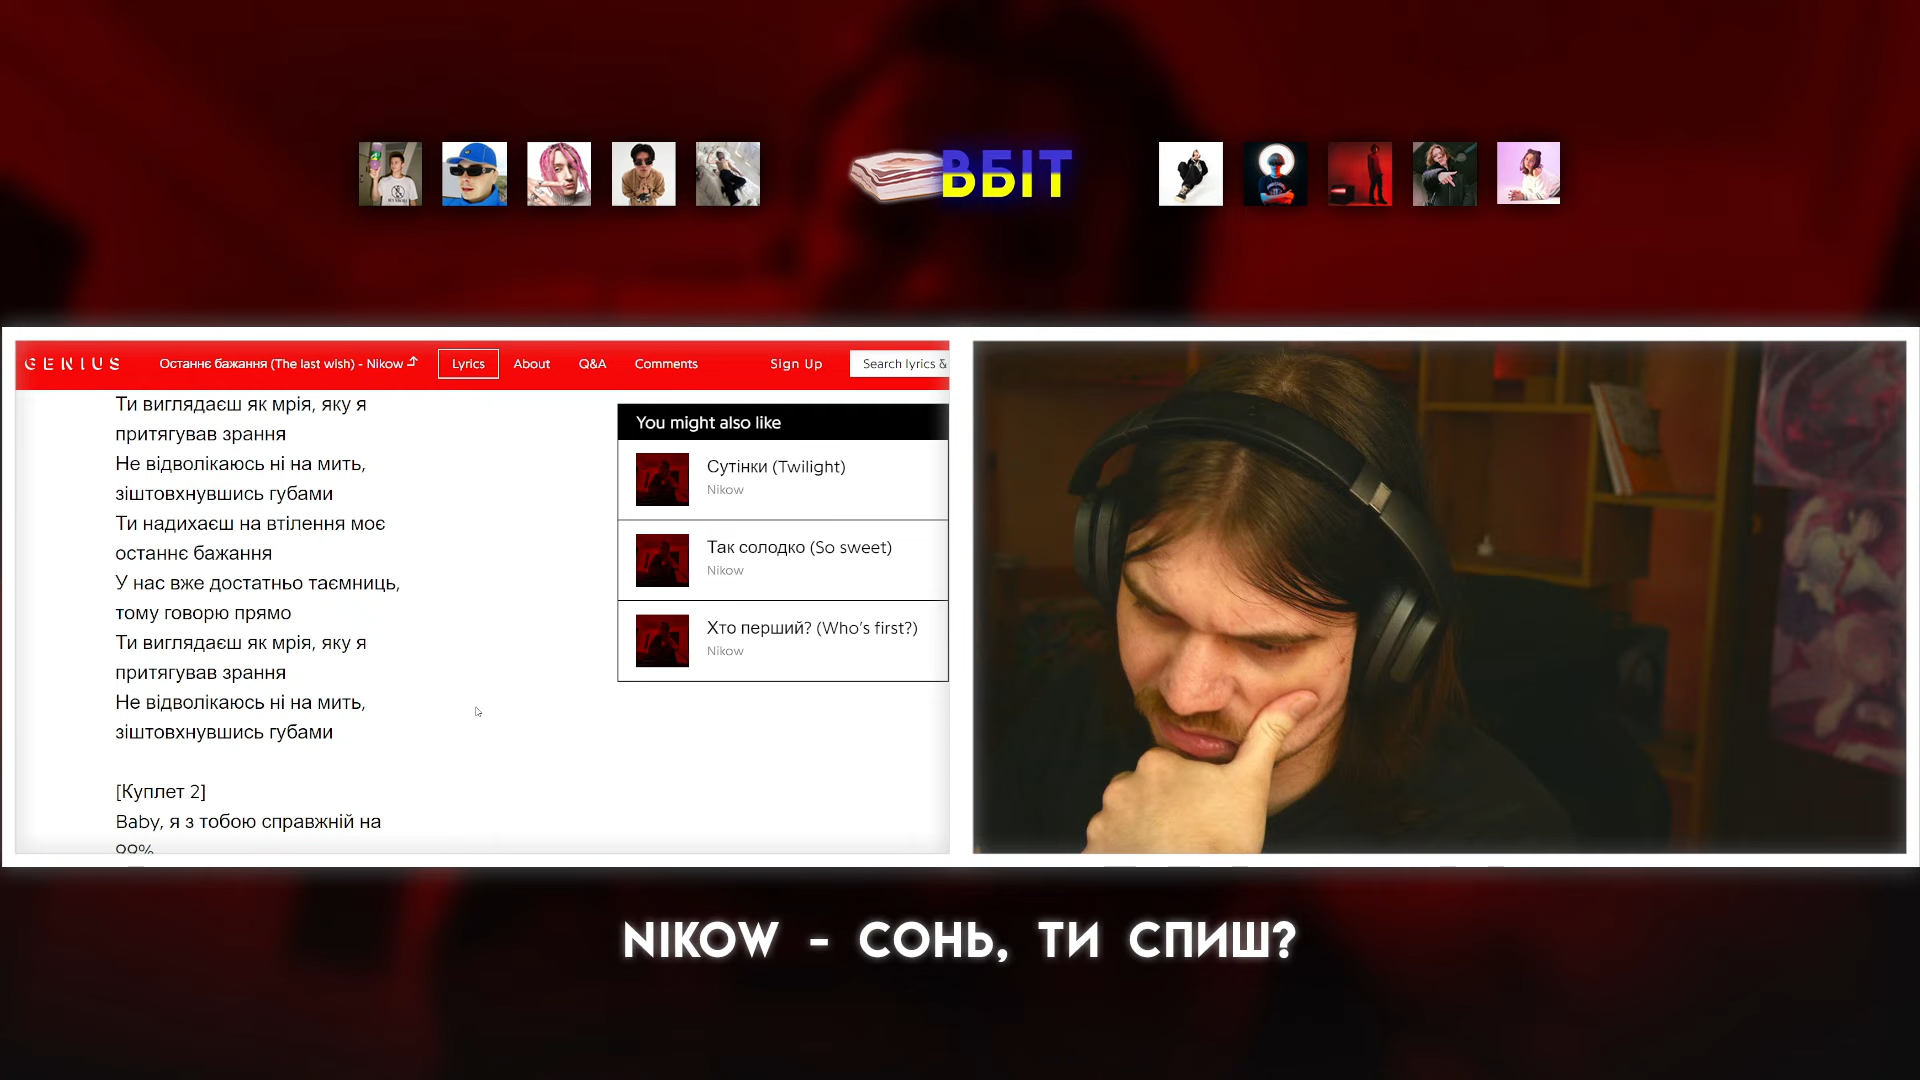 ВБІТ
GENIUS
Останнє бажання (The last wish) - Nikow
Lyrics
About
Q&A
Comments
Sign Up
Search lyrics &
Ти виглядаєш як мрія, яку я
притягував зрання
Не відволікаюсь ні на мить,
зіштовхнувшись губами
Ти надихаєш на втілення моє
останнє бажання
У нас вже достатньо таємниць,
тому говорю прямо
Ти виглядаєш як мрія, яку я
притягував зрання
Не відволікаюсь ні на мить,
зіштовхнувшись губами
[Куплет 2]
Baby, я з тобою справжній на
99%
You might also like
Сутінки (Twilight)
Nikow
Так солодко (So sweet)
Nikow
Хто перший? (Who’s first?)
Nikow
NIKOW - СОНЬ, ТИ СПИШ?